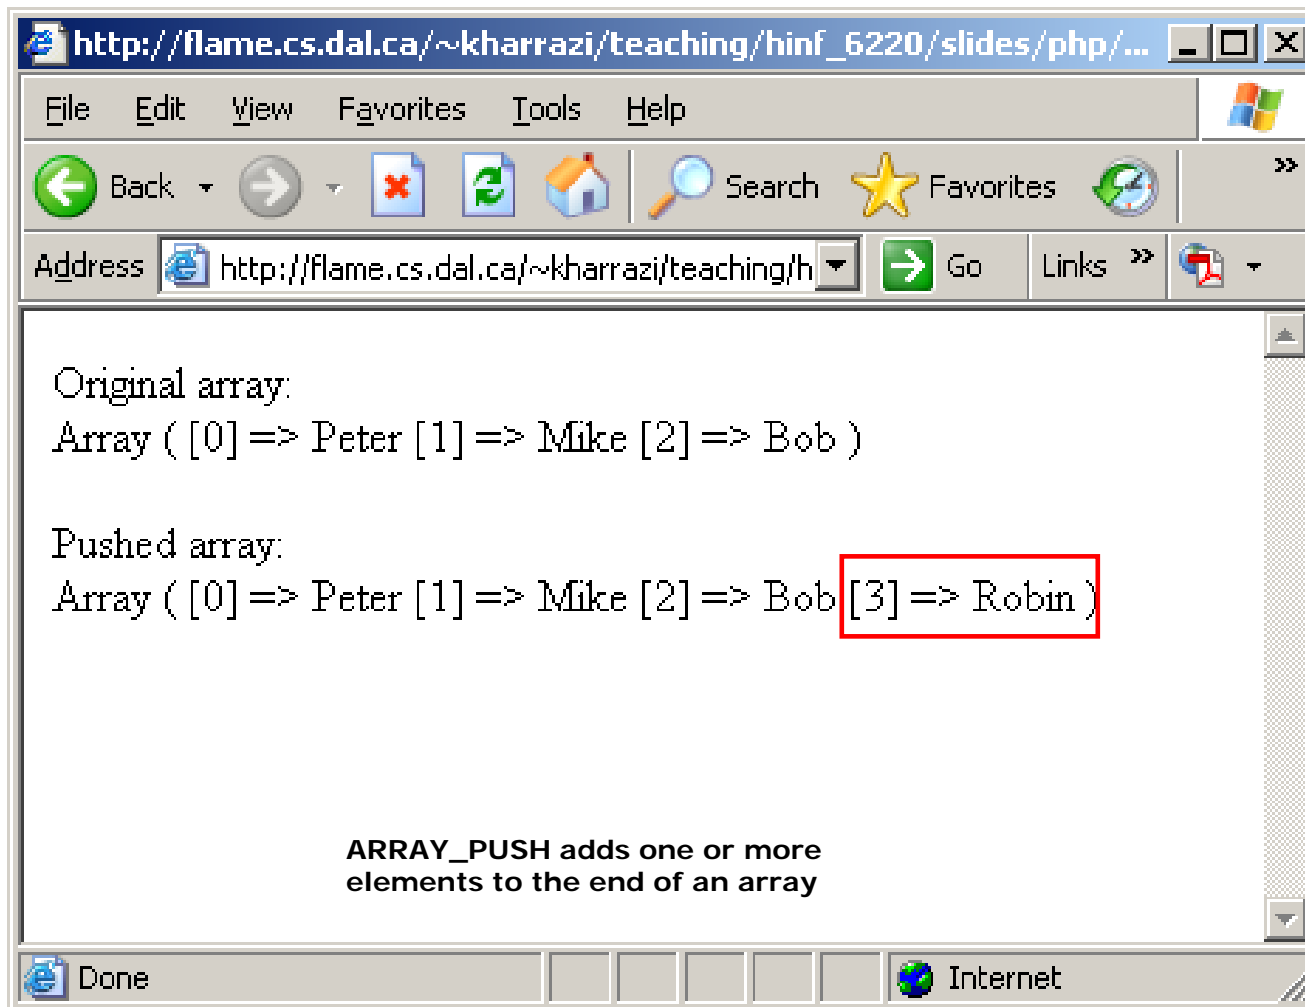 http://flame.cs.dal.ca/~kharrazi/teaching/hinf_6220/slides/php/...
File Edit View Favorites Tools Help
Back Search Favorites »
Address http://flame.cs.dal.ca/~kharrazi/teaching/h Go Links »
Original array:
Array ( [0] => Peter [1] => Mike [2] => Bob )
Pushed array:
Array ( [0] => Peter [1] => Mike [2] => Bob [3] => Robin )
ARRAY_PUSH adds one or more
elements to the end of an array
Done Internet